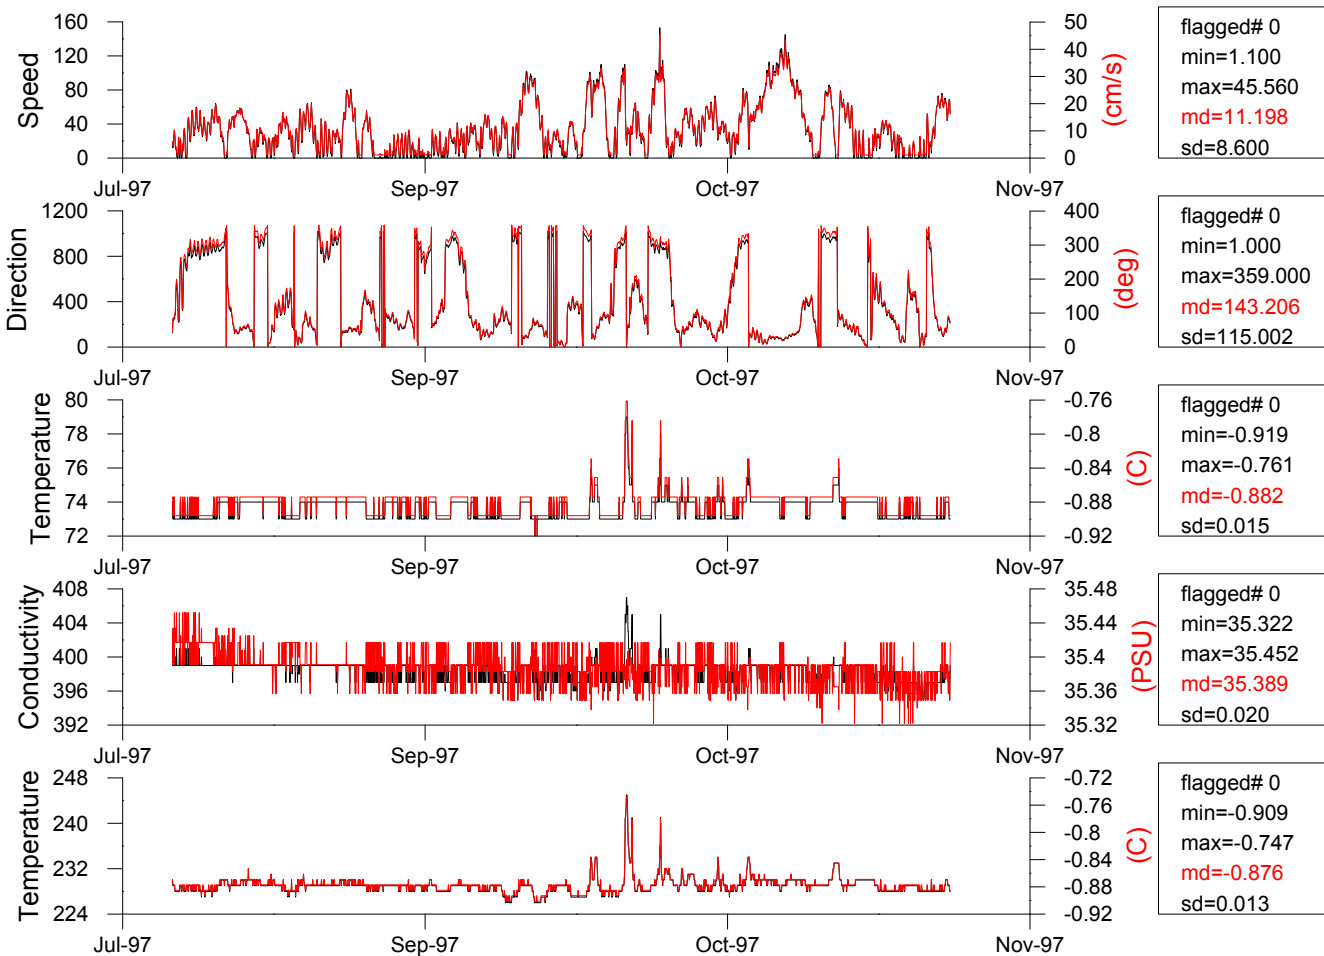 Speed
160
120
80
40
0
50
40
30
20
10
0
(cm/s)
Jul-97 Sep-97 Oct-97 Nov-97
flagged# 0
min=1.100
max=45.560
md=11.198
sd=8.600
Direction
1200
800
400
0
400
300
200
100
0
(deg)
Jul-97 Sep-97 Oct-97 Nov-97
flagged# 0
min=1.000
max=359.000
md=143.206
sd=115.002
Temperature
80
78
76
74
72
-0.76
-0.8
-0.84
-0.88
-0.92
(C)
Jul-97 Sep-97 Oct-97 Nov-97
flagged# 0
min=-0.919
max=-0.761
md=-0.882
sd=0.015
Conductivity
408
404
400
396
392
35.48
35.44
35.4
35.36
35.32
(PSU)
Jul-97 Sep-97 Oct-97 Nov-97
flagged# 0
min=35.322
max=35.452
md=35.389
sd=0.020
Temperature
248
240
232
224
-0.72
-0.76
-0.8
-0.84
-0.88
-0.92
(C)
Jul-97 Sep-97 Oct-97 Nov-97
flagged# 0
min=-0.909
max=-0.747
md=-0.876
sd=0.013